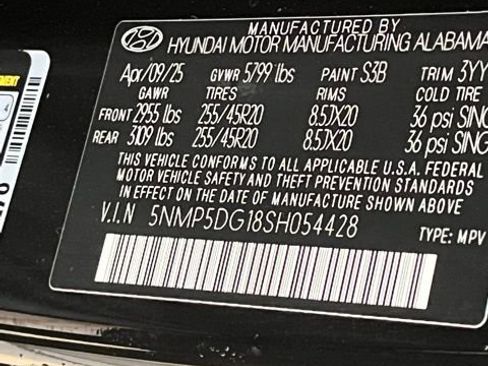 MANUFACTURED BY
HYUNDAI MOTOR MANUFACTURING ALABAMA
Apr/09/25 GVWR 5799 lbs PAINT S3B TRIM 3YY
GAWR TIRES RIMS COLD TIRE
FRONT 2955 lbs 255/45R20 8.5JX20 36 psi SING
REAR 3109 lbs 255/45R20 8.5JX20 36 psi SING
THIS VEHICLE CONFORMS TO ALL APPLICABLE U.S.A. FEDERAL
MOTOR VEHICLE SAFETY AND THEFT PREVENTION STANDARDS
IN EFFECT ON THE DATE OF MANUFACTURE SHOWN ABOVE.
V.I.N 5NMP5DG18SH054428
TYPE: MPV